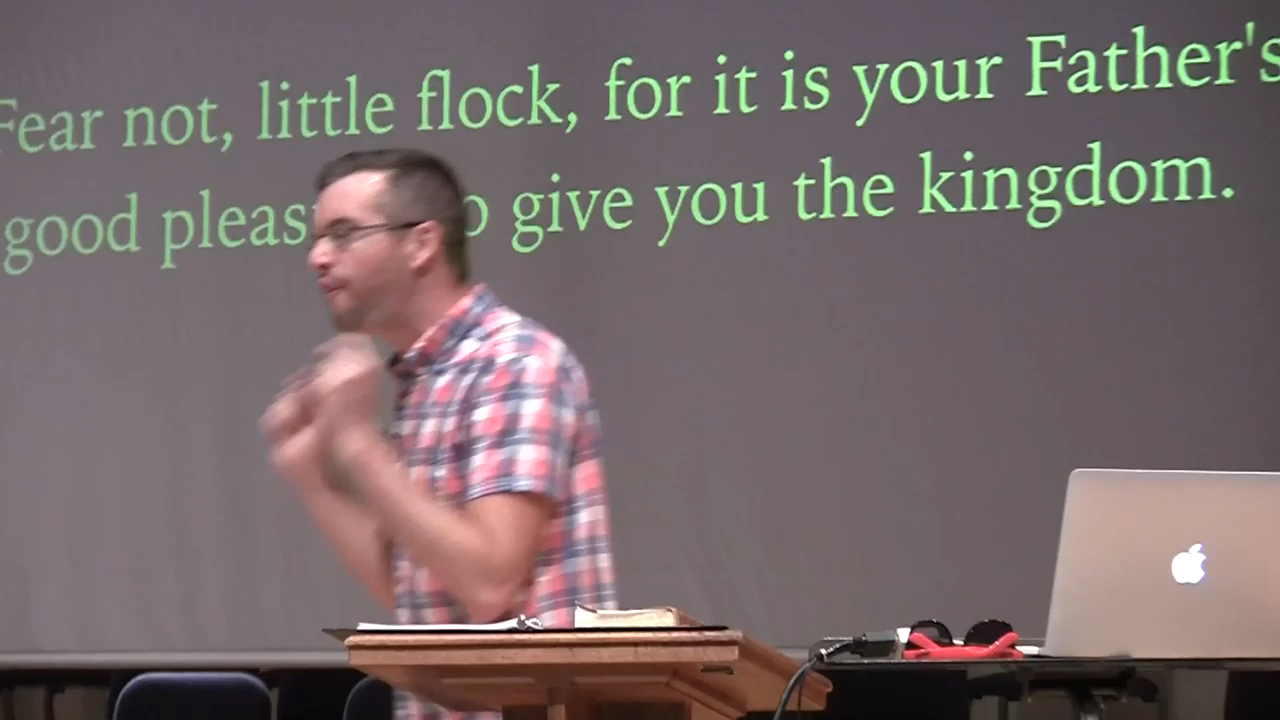 Fear not, little flock, for it is your Father's
good pleas o give you the kingdom.